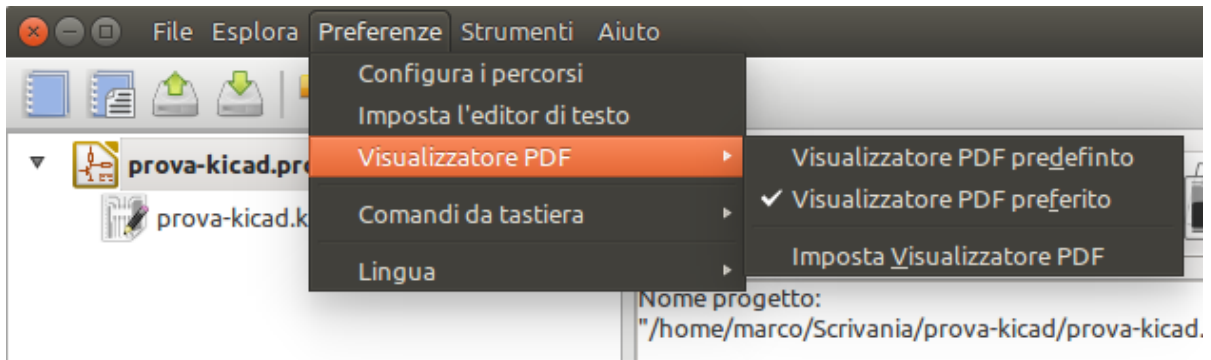 File Esplora Preferenze Strumenti Aiuto
Configura i percorsi
Imposta l'editor di testo
Visualizzatore PDF
Comandi da tastiera
Lingua
Visualizzatore PDF predefinto
Visualizzatore PDF preferito
Imposta Visualizzatore PDF
prova-kicad.pro
prova-kicad.k
Nome progetto:
"/home/marco/Scrivania/prova-kicad/prova-kicad.